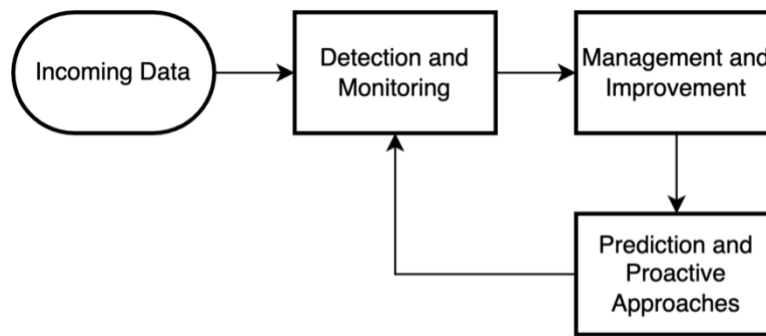 Incoming Data
Detection and
Monitoring
Management and
Improvement
Prediction and
Proactive
Approaches